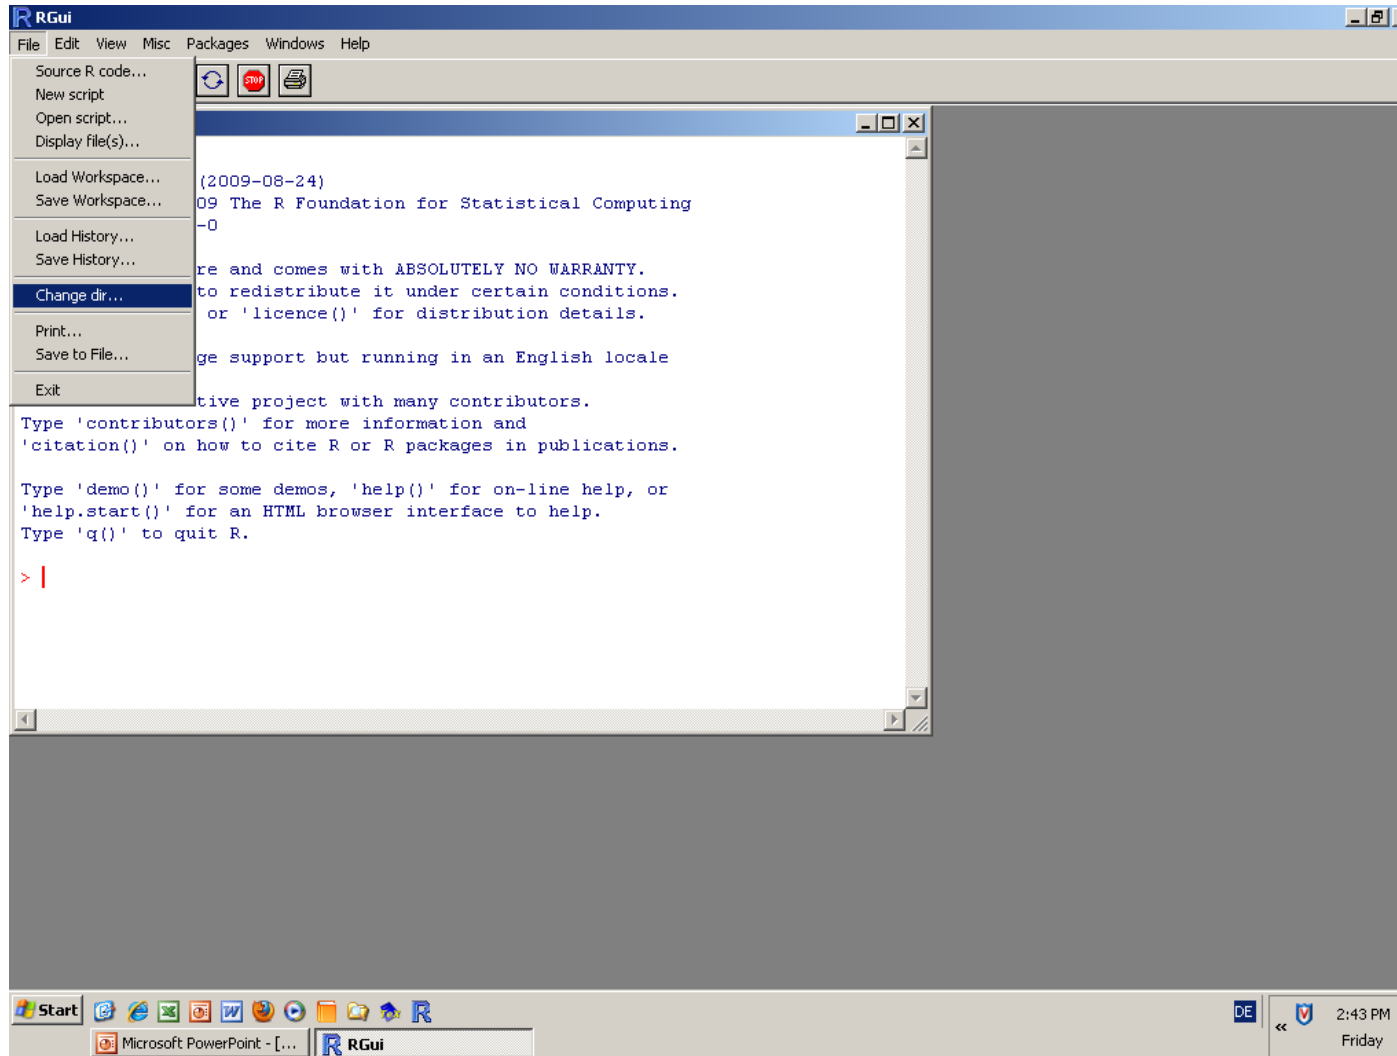 RGui
File Edit View Misc Packages Windows Help
Source R code...
New script
Open script...
Display file(s)...
Load Workspace...
Save Workspace...
Load History...
Save History...
Change dir...
Print...
Save to File...
Exit
STOP
(2009-08-24)
09 The R Foundation for Statistical Computing
-0
re and comes with ABSOLUTELY NO WARRANTY.
to redistribute it under certain conditions.
or 'licence()' for distribution details.
ge support but running in an English locale
tive project with many contributors.
Type 'contributors()' for more information and
'citation()' on how to cite R or R packages in publications.
Type 'demo()' for some demos, 'help()' for on-line help, or
'help.start()' for an HTML browser interface to help.
Type 'q()' to quit R.
>
Start
DE
2:43 PM
Microsoft PowerPoint - [...
RGui
Friday